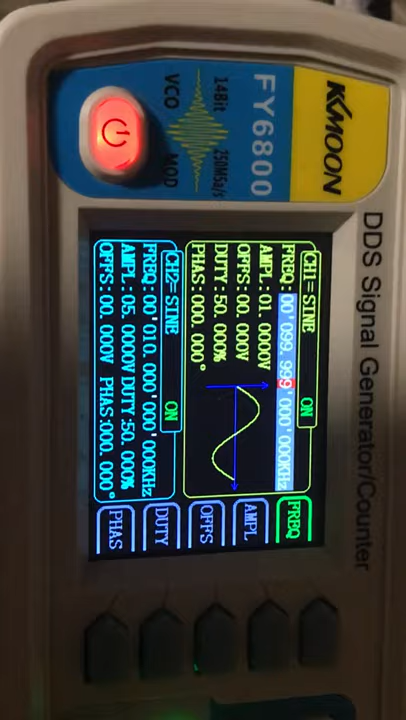 KMOON
DDS Signal Generator/Counter
FY6800
14Bit 250MSa/s
VCO MOD
CH1=SINE ON
FREQ:00'099.999'000'000KHz
AMPL:01.0000V
OFFS:00.000V
DUTY:50.000%
PHAS:000.000°
CH2=SINE ON
FREQ:00'010.000'000'000KHz
AMPL:05.0000V DUTY:50.000%
OFFS:00.000V PHAS:000.000°
FREQ
AMPL
OFFS
DUTY
PHAS